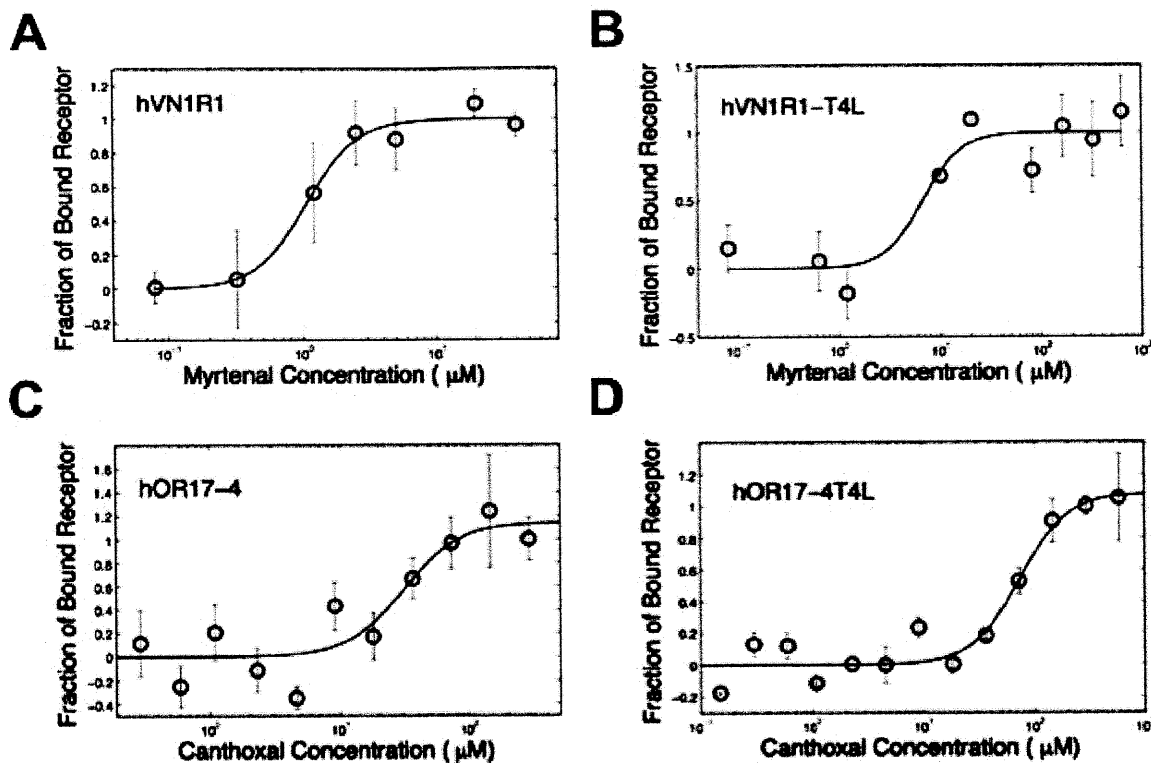 A
Fraction of Bound Receptor
hVN1R1
1.2
1
0.8
0.6
0.4
0.2
0
-0.2
10⁻¹
10⁰
10¹
Myrtenal Concentration ( μM)
B
Fraction of Bound Receptor
hVN1R1-T4L
1.5
1
0.5
0
-0.5
Myrtenal Concentration ( μM)
C
Fraction of Bound Receptor
hOR17-4
1.6
1.4
1.2
1
0.8
0.6
0.4
0.2
0
-0.2
-0.4
Canthoxal Concentration ( μM)
D
Fraction of Bound Receptor
hOR17-4T4L
1.2
1
0.8
0.6
0.4
0.2
0
-0.2
Canthoxal Concentration ( μM)